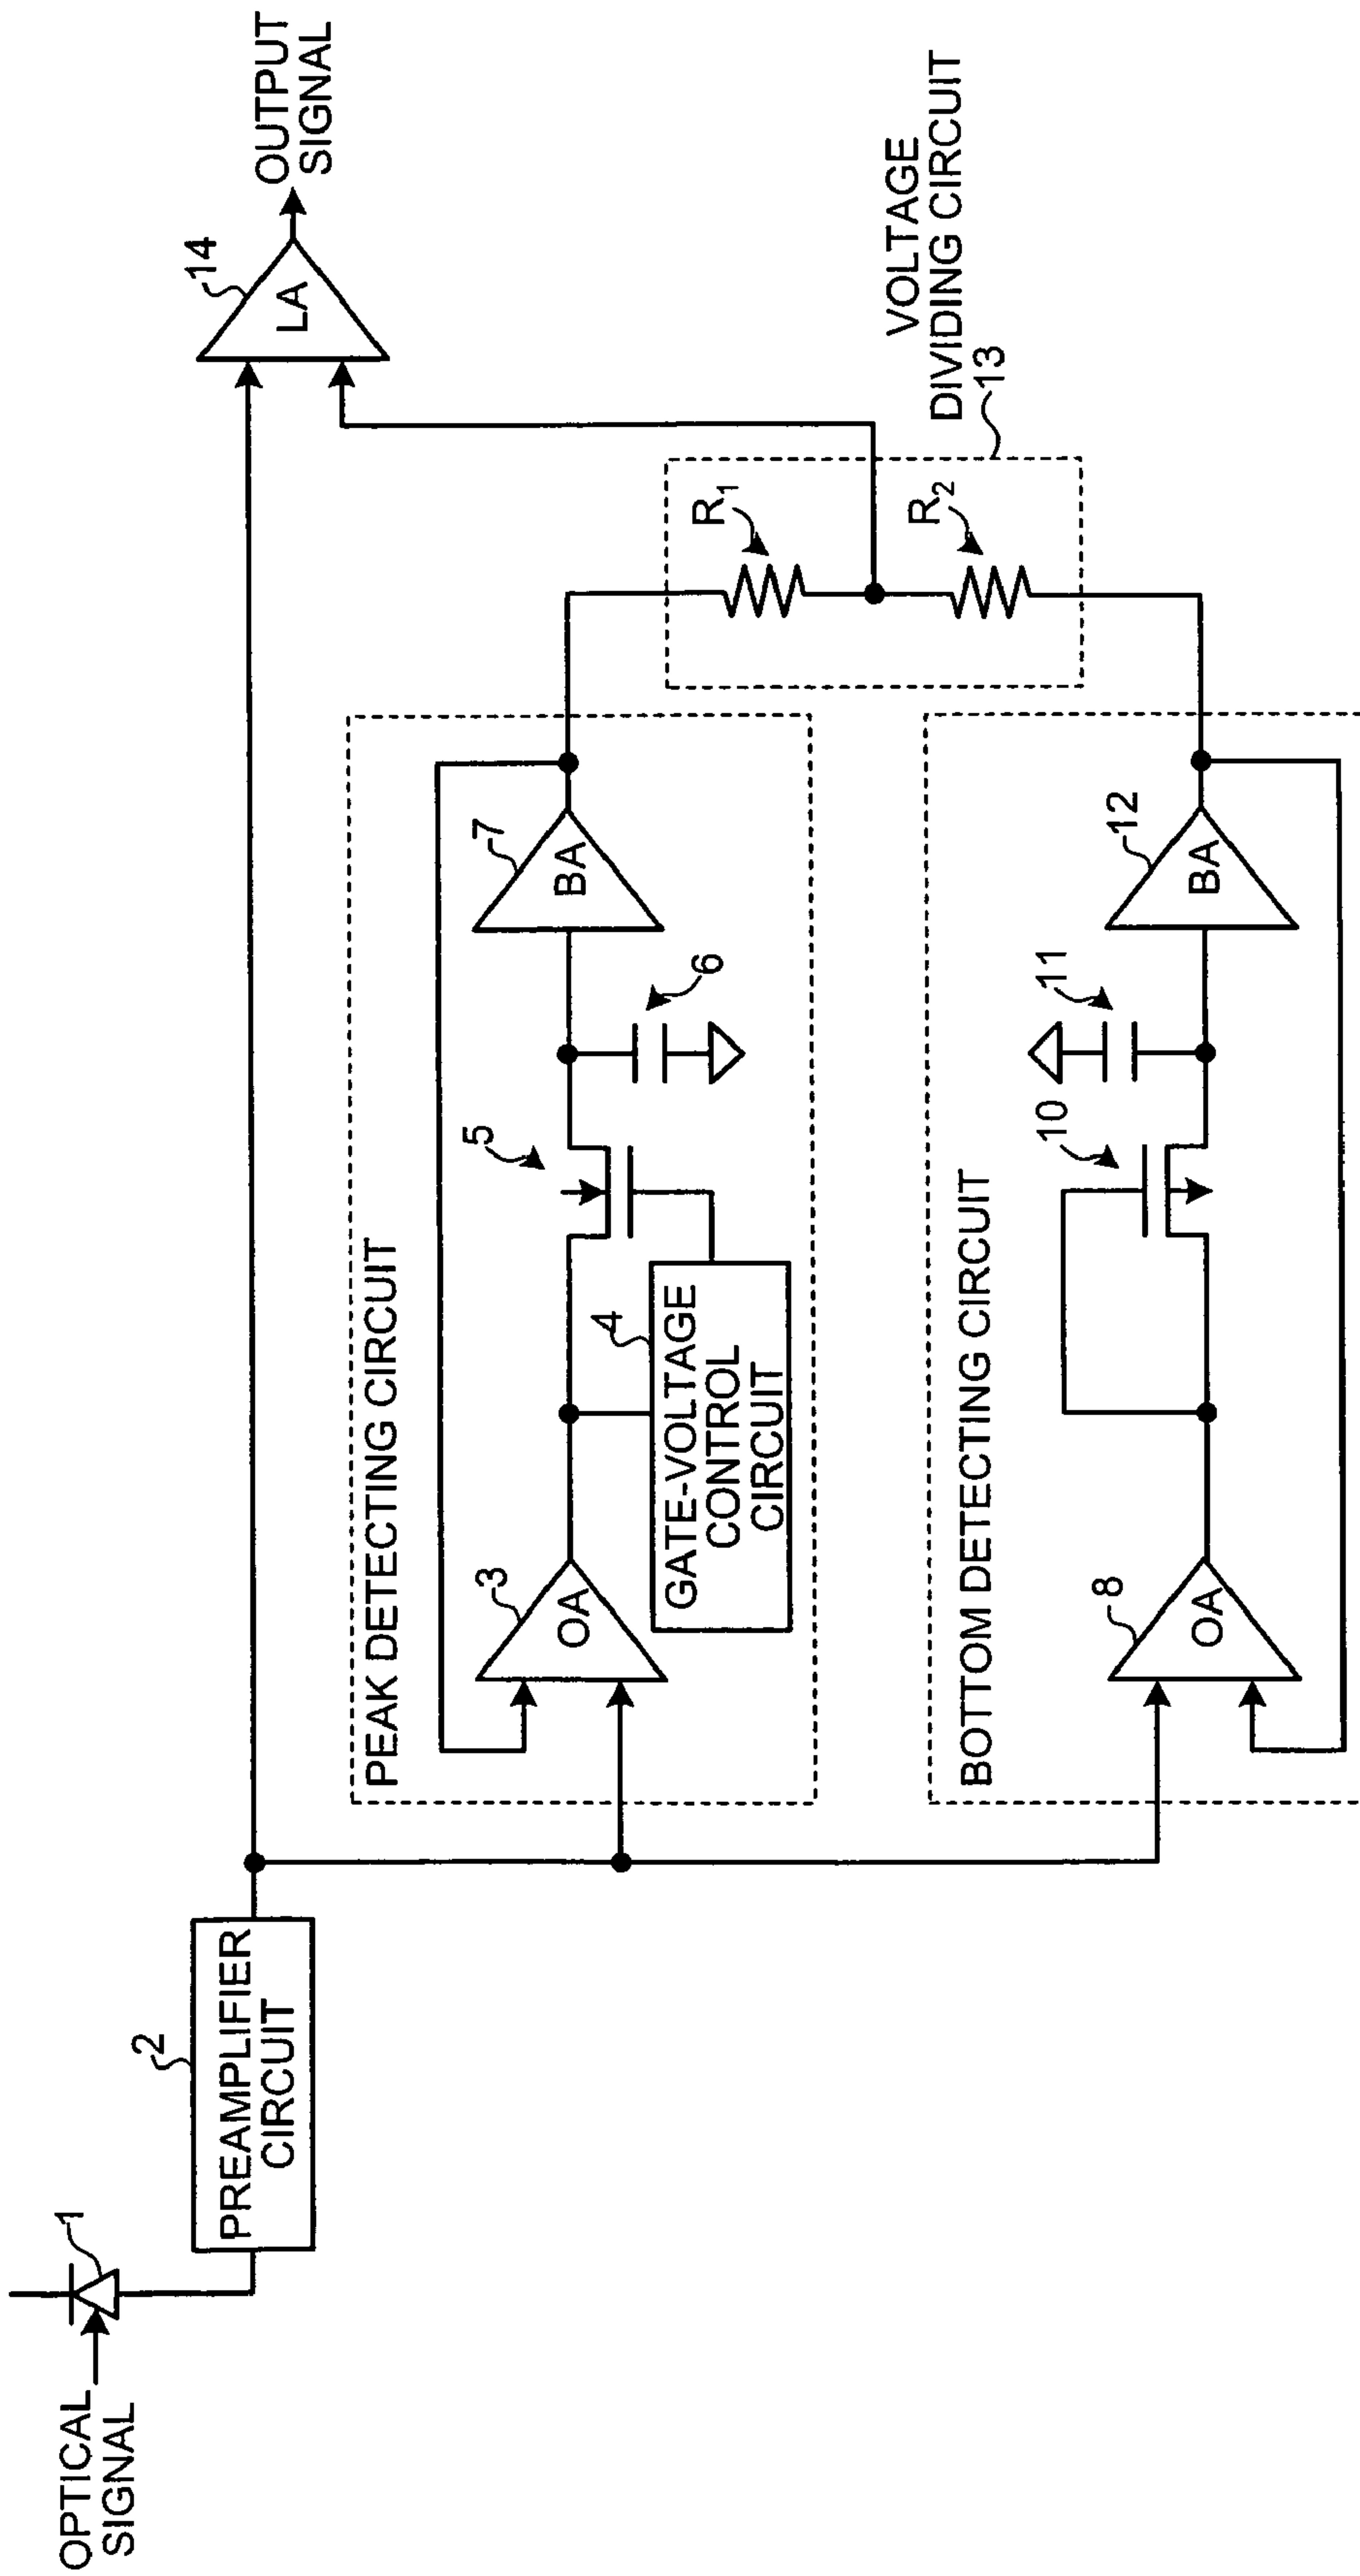 OPTICAL
SIGNAL
1
2
PREAMPLIFIER
CIRCUIT
14
LA
OUTPUT
SIGNAL
PEAK DETECTING CIRCUIT
3
OA
4
GATE-VOLTAGE
CONTROL
CIRCUIT
5
6
7
BA
R1
R2
VOLTAGE
DIVIDING CIRCUIT
13
BOTTOM DETECTING CIRCUIT
8
OA
10
11
12
BA